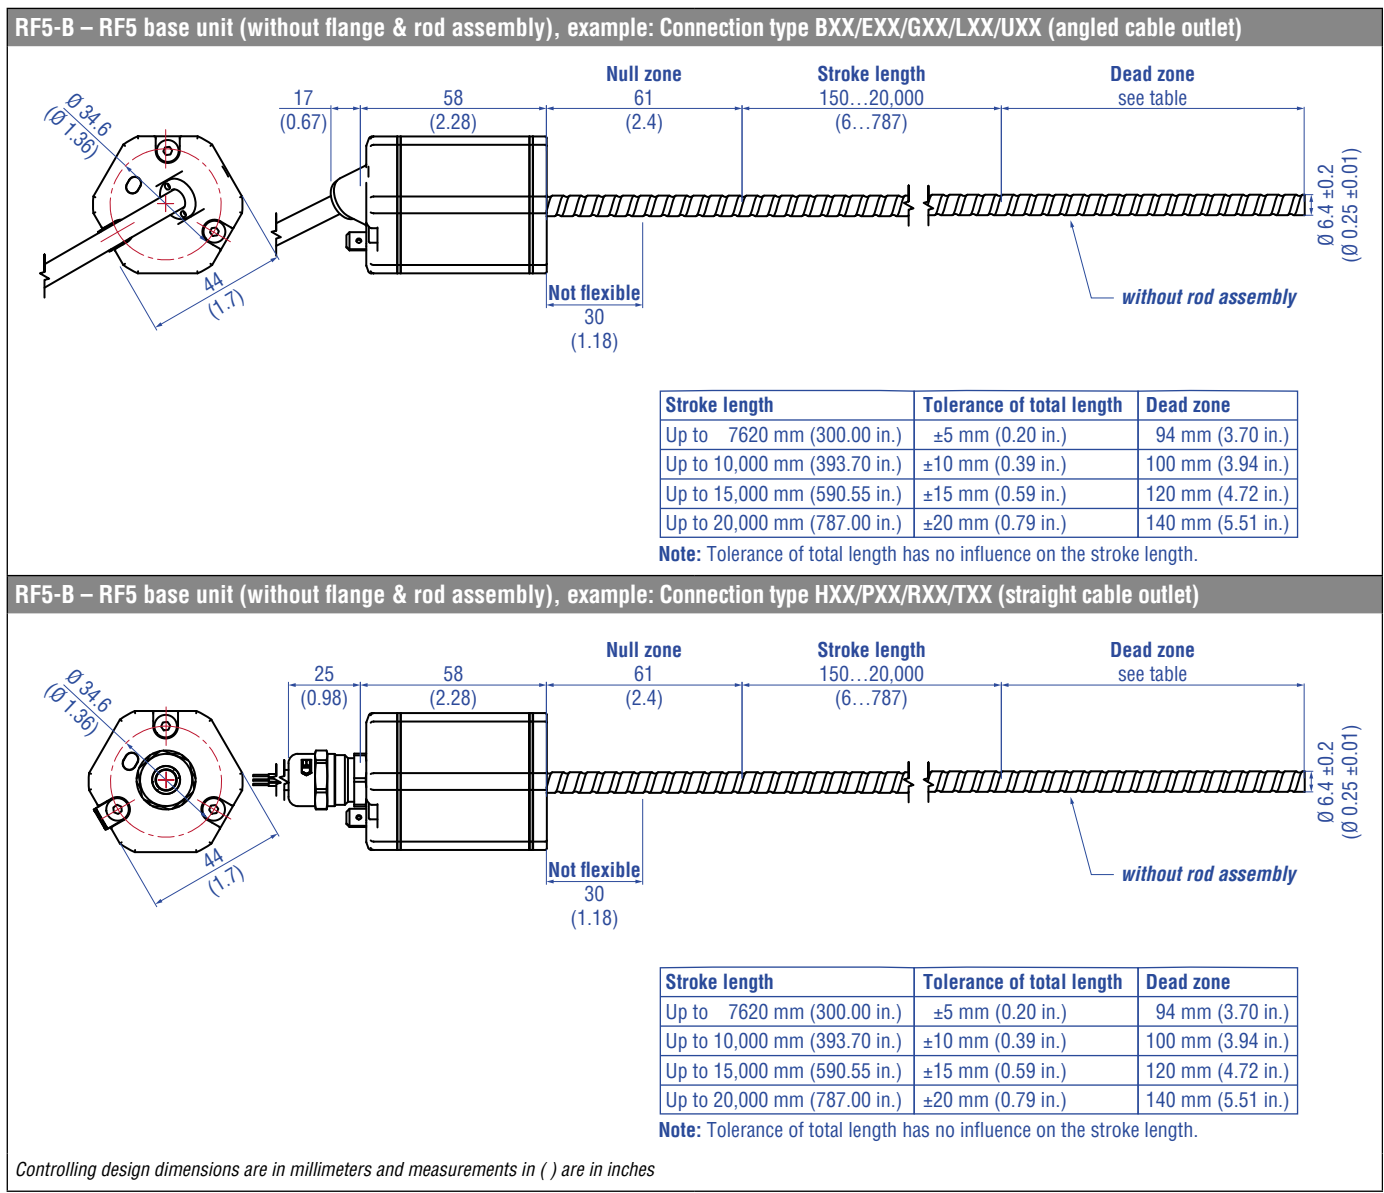 RF5-B – RF5 base unit (without flange & rod assembly), example: Connection type BXX/EXX/GXX/LXX/UXX (angled cable outlet)
Null zone Stroke length Dead zone
17 58 61 150…20,000 see table
(0.67) (2.28) (2.4) (6…787)
Ø 34.6
(Ø 1.36)
44
(1.7)
Ø 6.4 ±0.2
(Ø 0.25 ±0.01)
Not flexible
30
(1.18)
without rod assembly
Stroke length Tolerance of total length Dead zone
Up to 7620 mm (300.00 in.) ±5 mm (0.20 in.) 94 mm (3.70 in.)
Up to 10,000 mm (393.70 in.) ±10 mm (0.39 in.) 100 mm (3.94 in.)
Up to 15,000 mm (590.55 in.) ±15 mm (0.59 in.) 120 mm (4.72 in.)
Up to 20,000 mm (787.00 in.) ±20 mm (0.79 in.) 140 mm (5.51 in.)
Note: Tolerance of total length has no influence on the stroke length.
RF5-B – RF5 base unit (without flange & rod assembly), example: Connection type HXX/PXX/RXX/TXX (straight cable outlet)
Null zone Stroke length Dead zone
25 58 61 150…20,000 see table
(0.98) (2.28) (2.4) (6…787)
Ø 34.6
(Ø 1.36)
44
(1.7)
Ø 6.4 ±0.2
(Ø 0.25 ±0.01)
Not flexible
30
(1.18)
without rod assembly
Stroke length Tolerance of total length Dead zone
Up to 7620 mm (300.00 in.) ±5 mm (0.20 in.) 94 mm (3.70 in.)
Up to 10,000 mm (393.70 in.) ±10 mm (0.39 in.) 100 mm (3.94 in.)
Up to 15,000 mm (590.55 in.) ±15 mm (0.59 in.) 120 mm (4.72 in.)
Up to 20,000 mm (787.00 in.) ±20 mm (0.79 in.) 140 mm (5.51 in.)
Note: Tolerance of total length has no influence on the stroke length.
Controlling design dimensions are in millimeters and measurements in ( ) are in inches